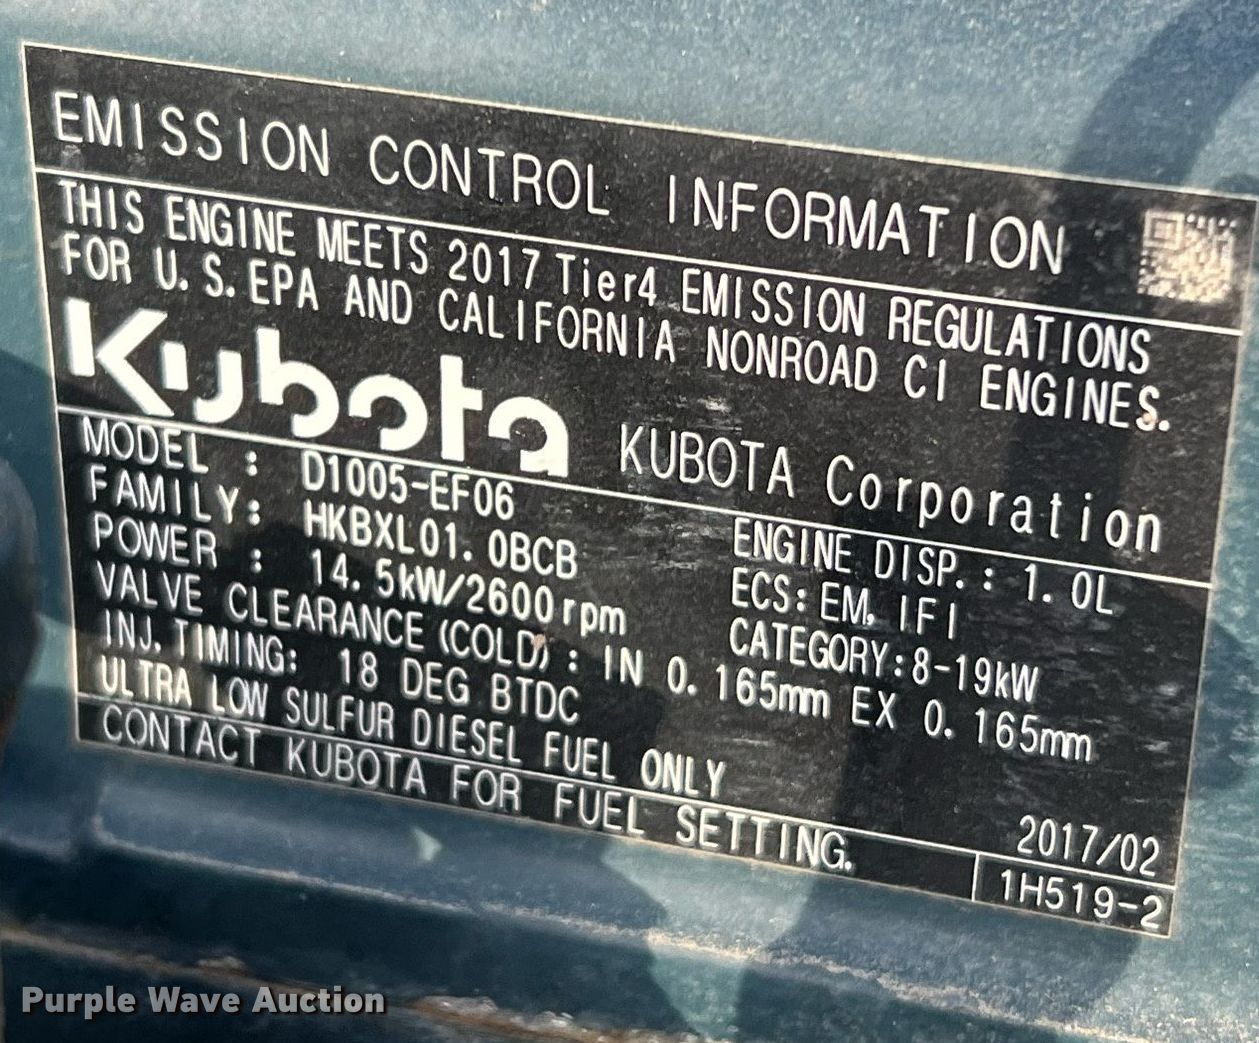 EMISSION CONTROL INFORMATION
THIS ENGINE MEETS 2017 Tier4 EMISSION REGULATIONS
FOR U.S.EPA AND CALIFORNIA NONROAD CI ENGINES.
Kubota KUBOTA Corporation
MODEL : D1005-EF06 ENGINE DISP.: 1.0L
FAMILY: HKBXL01.0BCB ECS: EM, IFI
POWER : 14.5kW/2600rpm CATEGORY:8-19kW
VALVE CLEARANCE (COLD): IN 0.165mm EX 0.165mm
INJ.TIMING: 18 DEG BTDC
ULTRA LOW SULFUR DIESEL FUEL ONLY 2017/02
CONTACT KUBOTA FOR FUEL SETTING. 1H519-2
Purple Wave Auction